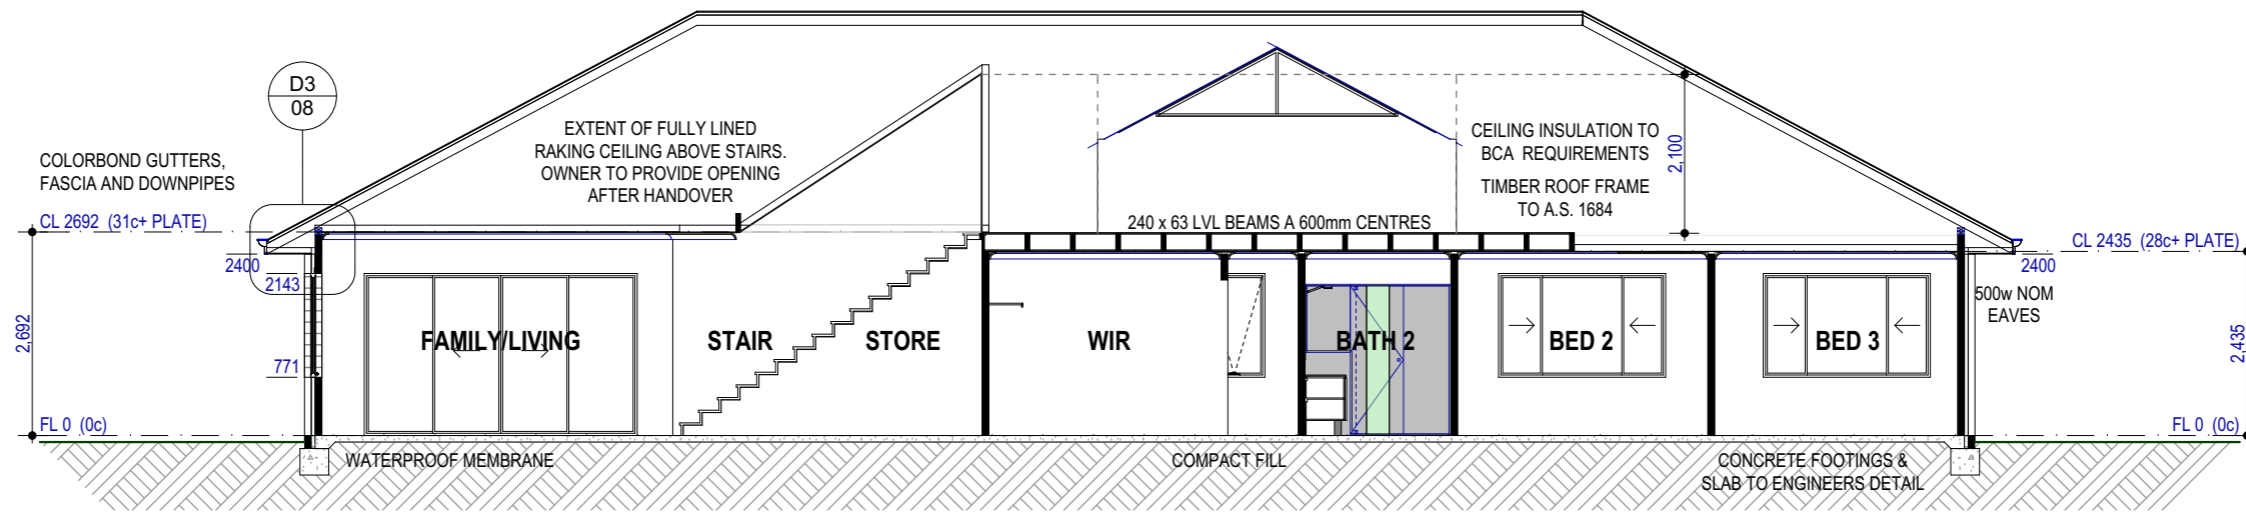 D3
08
COLORBOND GUTTERS,
FASCIA AND DOWNPIPES
EXTENT OF FULLY LINED
RAKING CEILING ABOVE STAIRS.
OWNER TO PROVIDE OPENING
AFTER HANDOVER
CEILING INSULATION TO
BCA REQUIREMENTS
TIMBER ROOF FRAME
TO A.S. 1684
2,100
240 x 63 LVL BEAMS A 600mm CENTRES
CL 2692 (31c+ PLATE)
CL 2435 (28c+ PLATE)
2400
2143
771
2,692
2400
500w NOM
EAVES
2,435
FAMILY/LIVING
STAIR
STORE
WIR
BATH 2
BED 2
BED 3
FL 0 (0c)
FL 0 (0c)
WATERPROOF MEMBRANE
COMPACT FILL
CONCRETE FOOTINGS &
SLAB TO ENGINEERS DETAIL